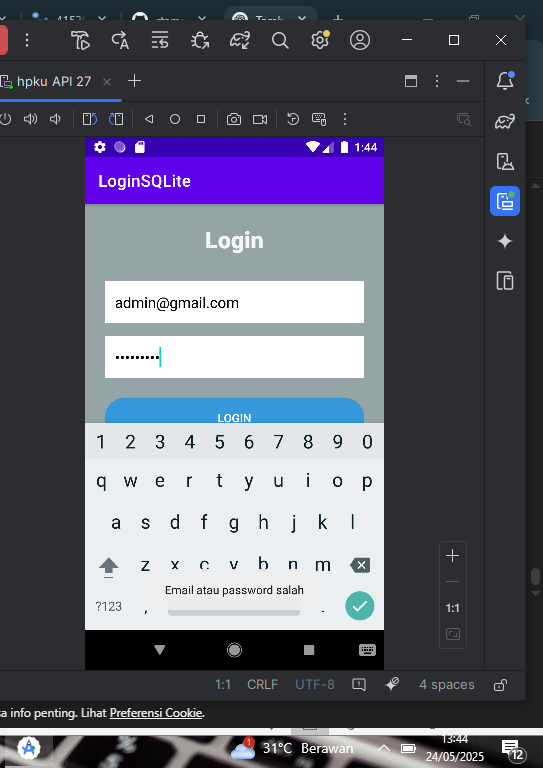 hpku API 27
1:44
LoginSQLite
Login
admin@gmail.com
LOGIN
1 2 3 4 5 6 7 8 9 0
q w e r t y u i o p
a s d f g h j k l
z x c v b n m
?123 , .
Email atau password salah
1:1
1:1 CRLF UTF-8 4 spaces
sa info penting. Lihat Preferensi Cookie.
1 31°C Berawan
13:44
24/05/2025
12